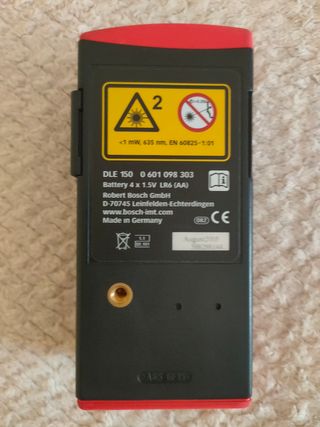 2
<1 mW, 635 nm, EN 60825-1:01
DLE 150 0 601 098 303
Battery 4 x 1.5V LR6 (AA)
Robert Bosch GmbH
D-70745 Leinfelden-Echterdingen
www.bosch-imt.com
Made in Germany
CE